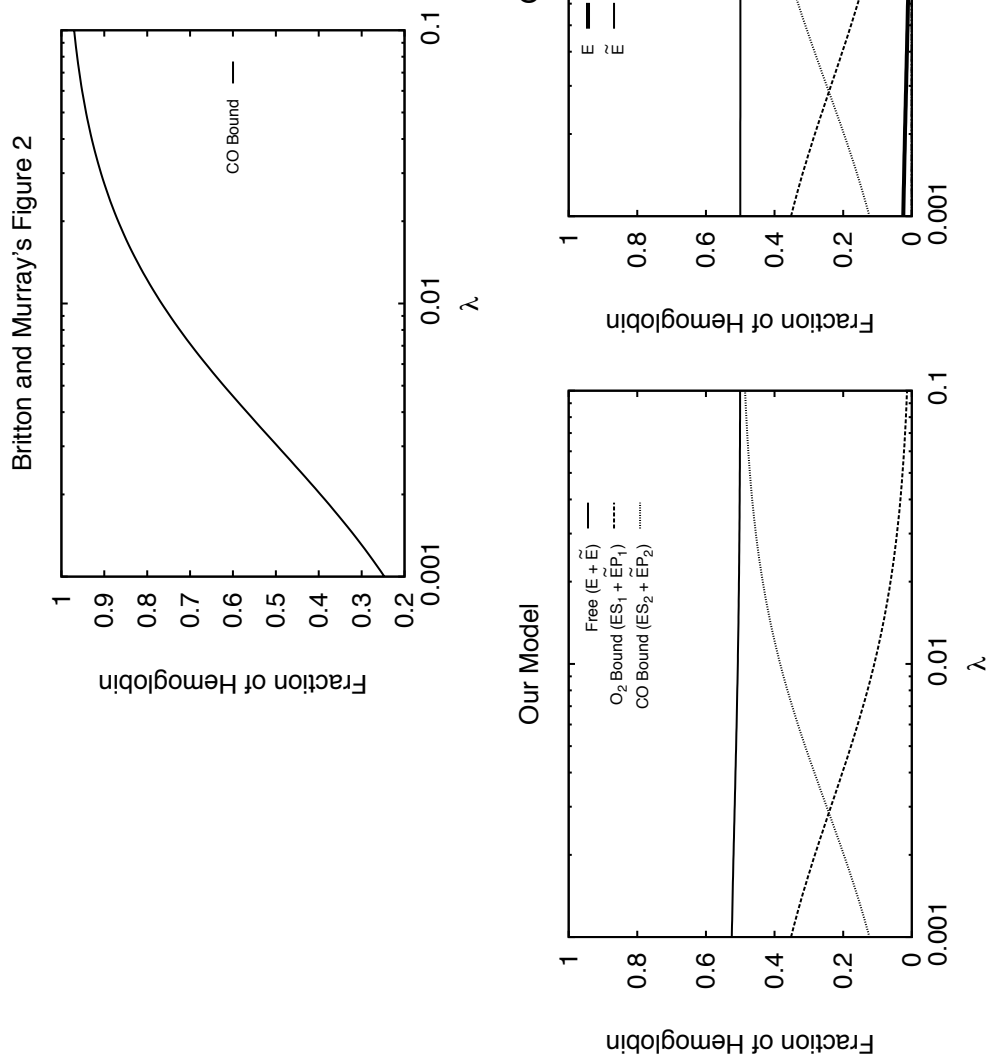 Britton and Murray's Figure 2
Fraction of Hemoglobin
1
0.9
0.8
0.7
0.6
0.5
0.4
0.3
0.2
CO Bound
0.001
0.01
0.1
λ
Our Model
Fraction of Hemoglobin
1
0.8
0.6
0.4
0.2
0
Free (E + Ẽ)
O₂ Bound (ES₁ + ẼP₁)
CO Bound (ES₂ + ẼP₂)
0.001
0.01
0.1
λ
Fraction of Hemoglobin
1
0.8
0.6
0.4
0.2
0
E
Ẽ
0.001